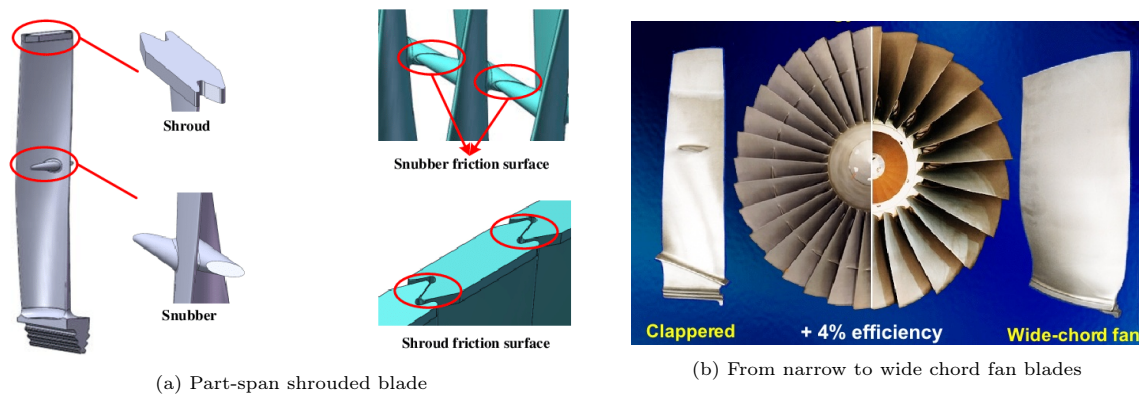 Shroud
Snubber
Snubber friction surface
Shroud friction surface
(a) Part-span shrouded blade
Clappered
+ 4% efficiency
Wide-chord fan
(b) From narrow to wide chord fan blades